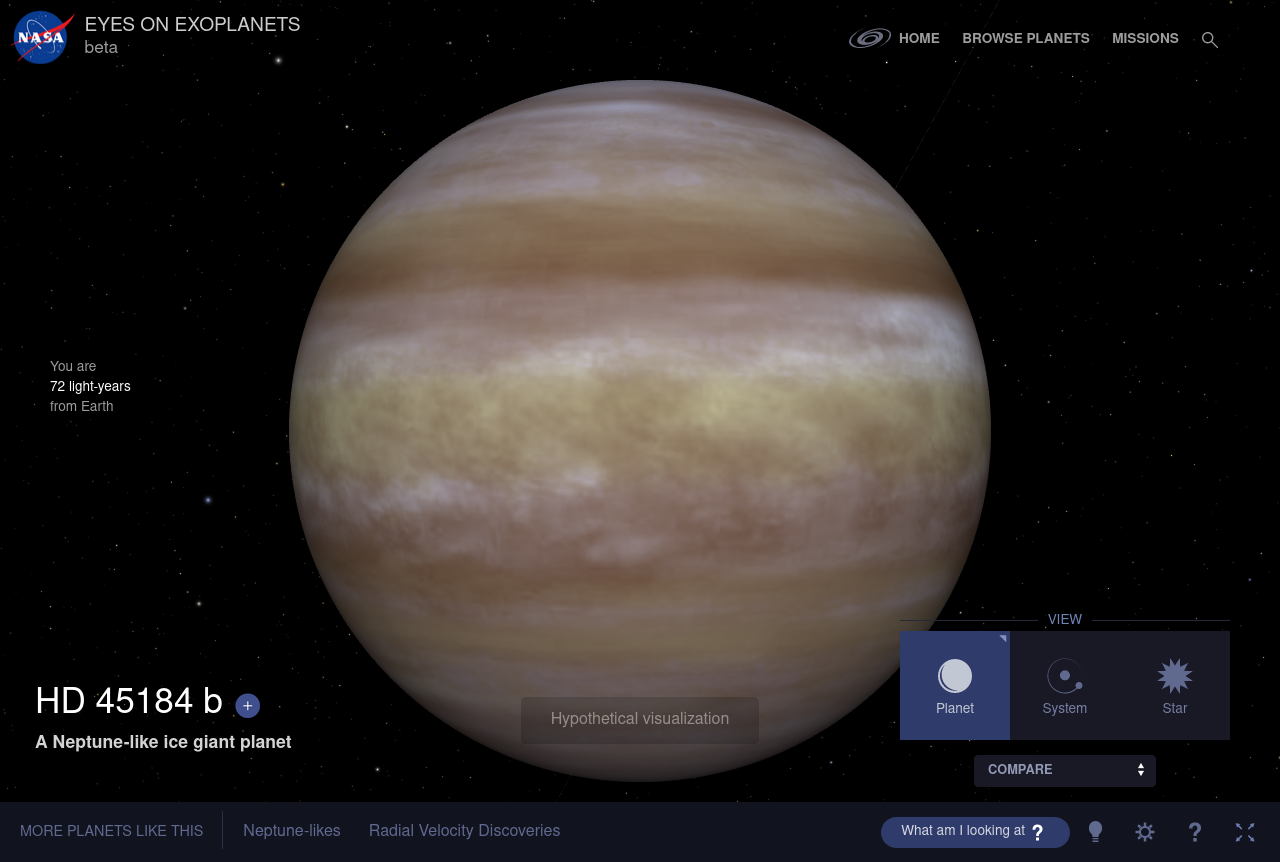 NASA
EYES ON EXOPLANETS
beta
HOME
BROWSE PLANETS
MISSIONS
You are
72 light-years
from Earth
HD 45184 b +
A Neptune-like ice giant planet
Hypothetical visualization
VIEW
Planet
System
Star
COMPARE
MORE PLANETS LIKE THIS
Neptune-likes
Radial Velocity Discoveries
What am I looking at ?
?